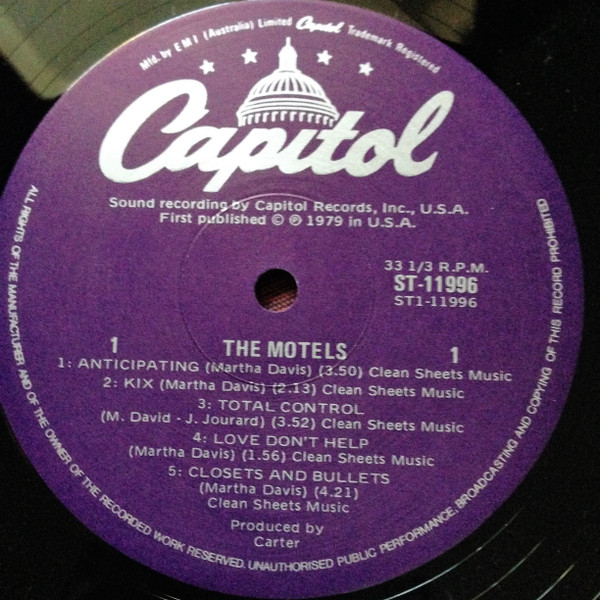 Mfd. by E M I (Australia) Limited Capitol Trademark Registered
Capitol
Sound recording by Capitol Records, Inc., U.S.A.
First published © ℗ 1979 in U.S.A.
33 1/3 R.P.M.
ST-11996
ST1-11996
1 THE MOTELS 1
1: ANTICIPATING (Martha Davis) (3.50) Clean Sheets Music
2: KIX (Martha Davis) (2.13) Clean Sheets Music
3: TOTAL CONTROL
(M. David - J. Jourard) (3.52) Clean Sheets Music
4: LOVE DON'T HELP
(Martha Davis) (1.56) Clean Sheets Music
5: CLOSETS AND BULLETS
(Martha Davis) (4.21)
Clean Sheets Music
Produced by
Carter
ALL RIGHTS OF THE MANUFACTURER AND OF THE OWNER OF THE RECORDED WORK RESERVED. UNAUTHORISED PUBLIC PERFORMANCE, BROADCASTING AND COPYING OF THIS RECORD PROHIBITED